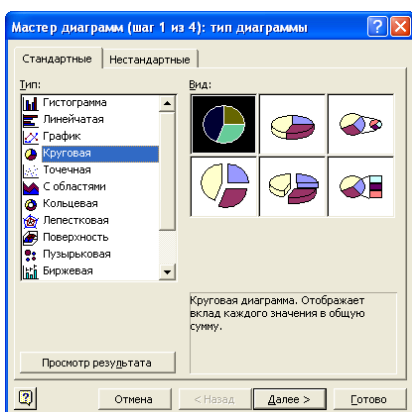 Мастер диаграмм (шаг 1 из 4): тип диаграммы
Стандартные Нестандартные
Тип:
Гистограмма
Линейчатая
График
Круговая
Точечная
С областями
Кольцевая
Лепестковая
Поверхность
Пузырьковая
Биржевая
Вид:
Круговая диаграмма. Отображает
вклад каждого значения в общую
сумму.
Просмотр результата
Отмена < Назад Далее > Готово